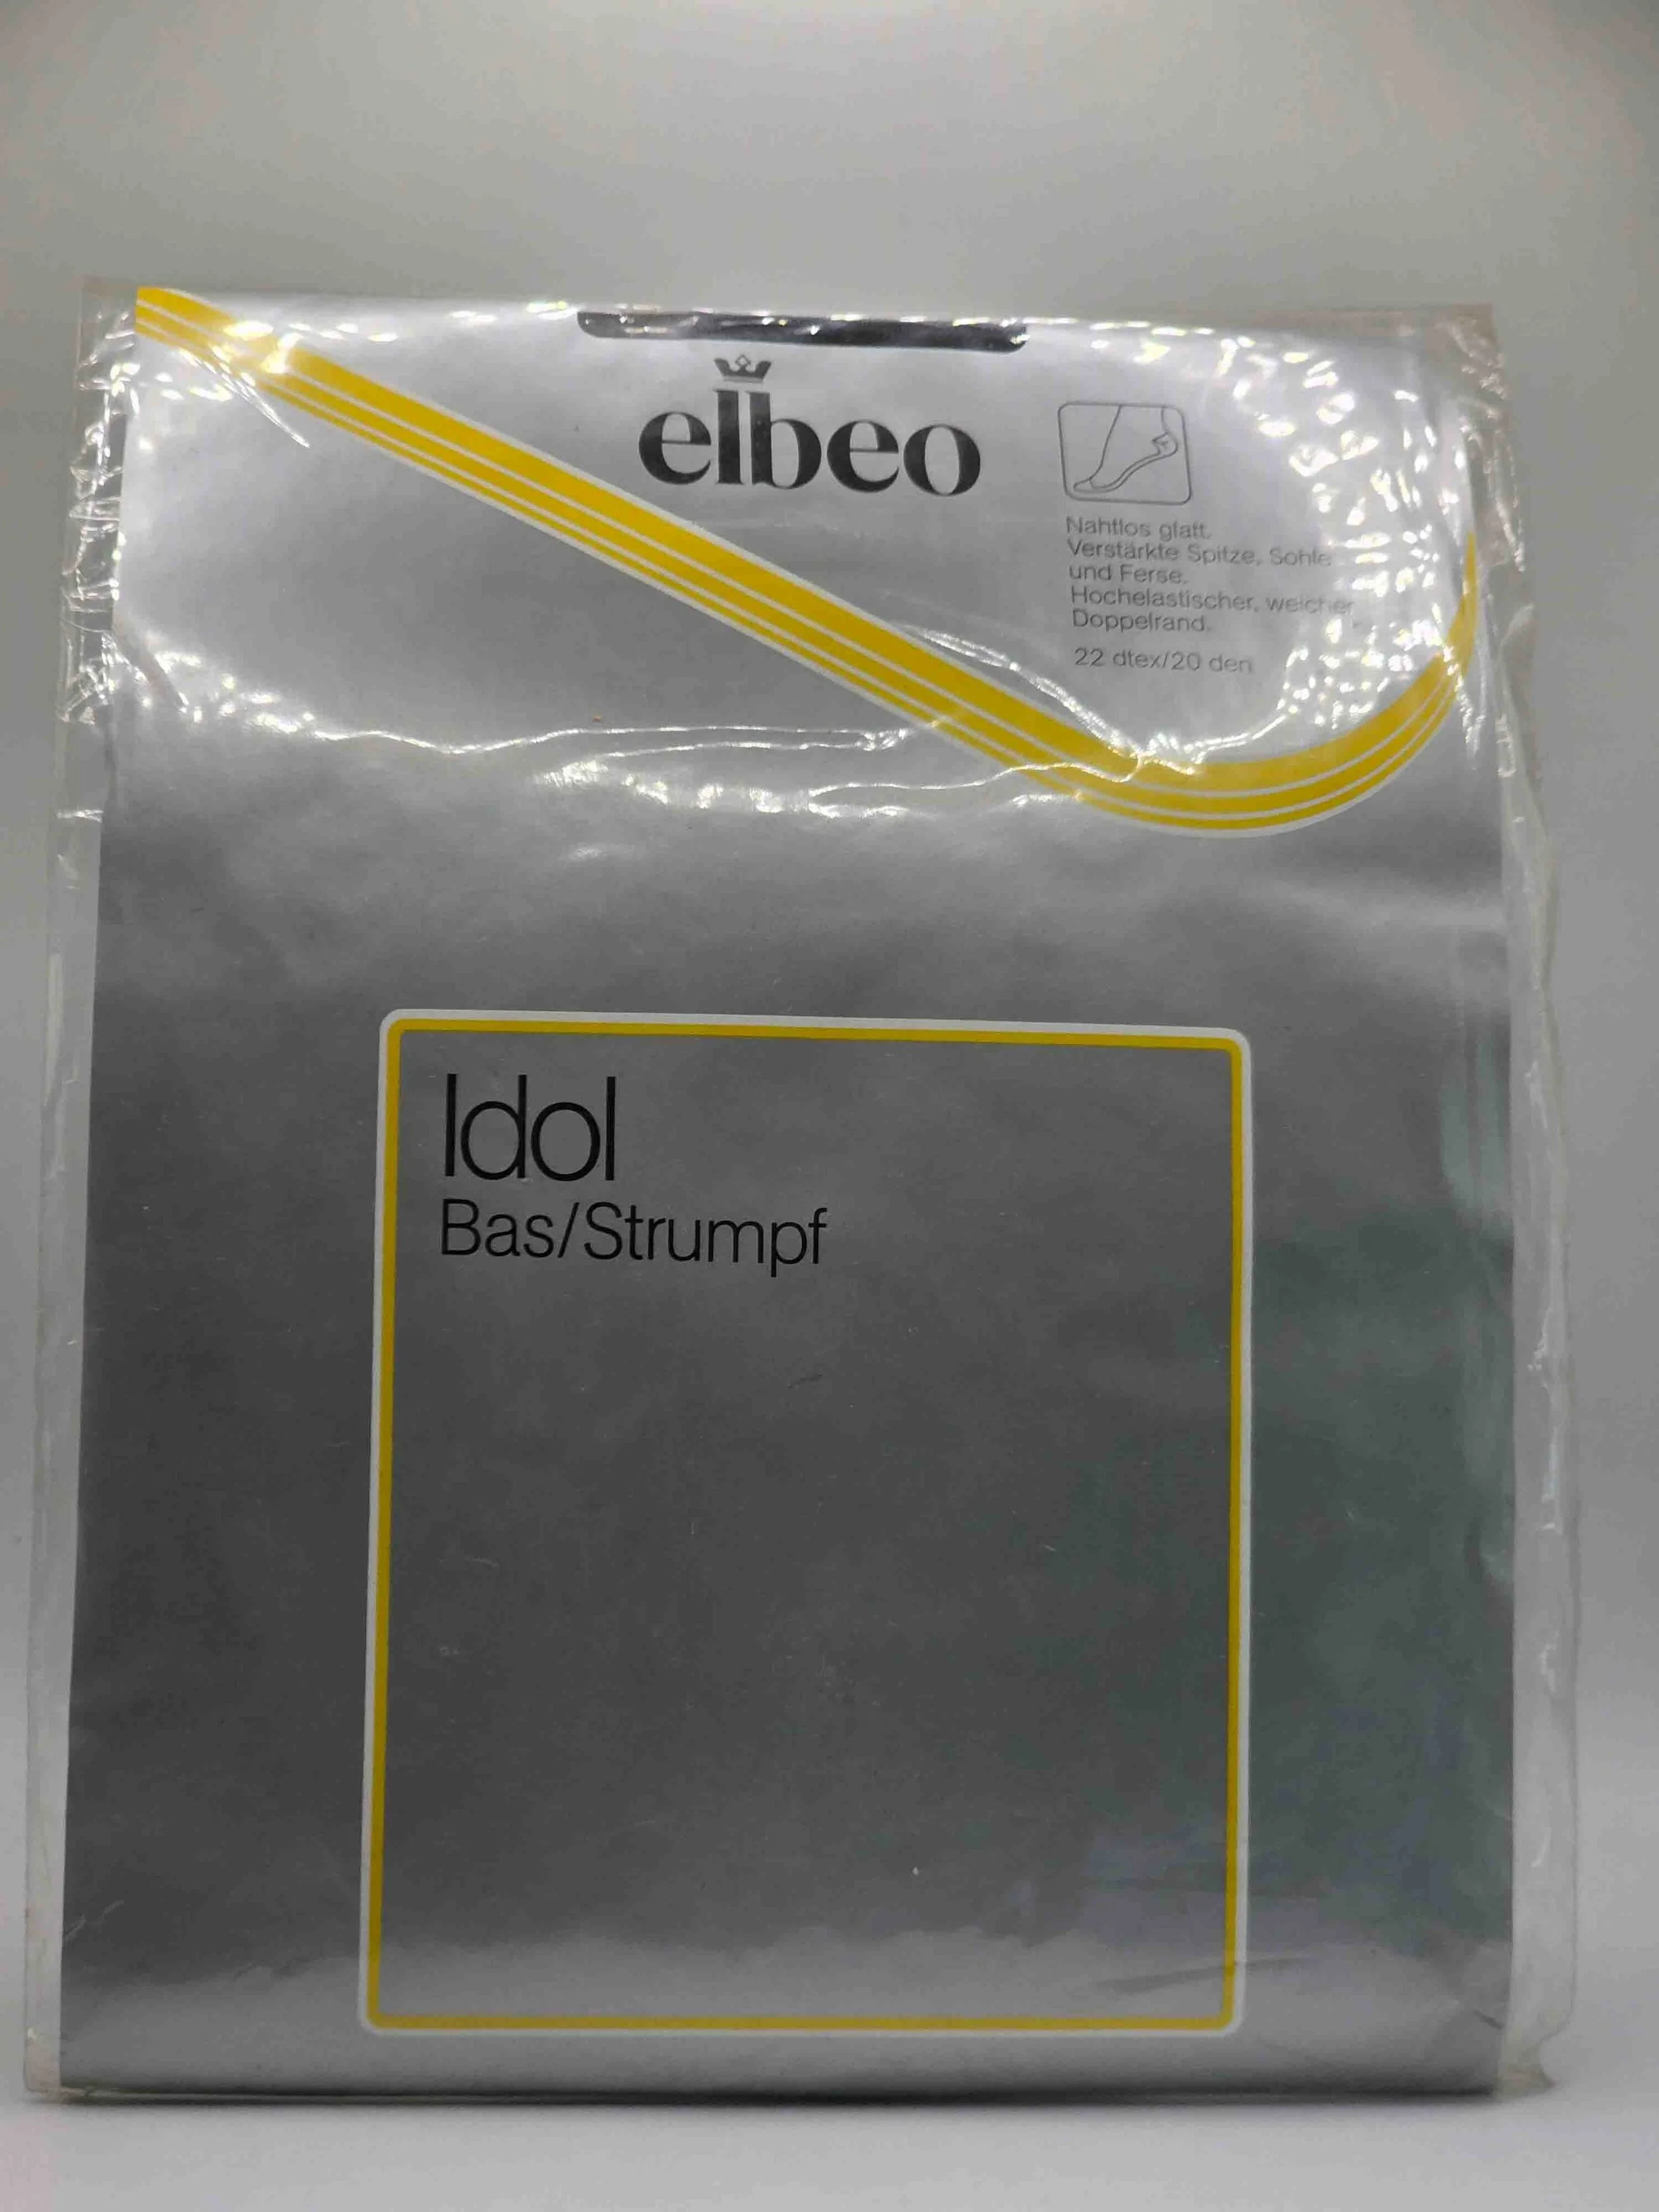 elbeo
Nahtlos glatt.
Verstärkte Spitze, Sohle
und Ferse.
Hochelastischer, weicher
Doppelrand.
22 dtex/20 den
Idol
Bas/Strumpf